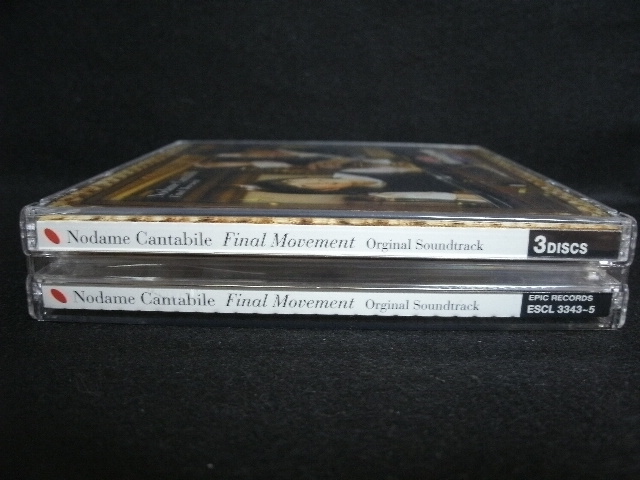 Nodame Cantabile Final Movement Orginal Soundtrack 3DISCS
Nodame Cantabile Final Movement Orginal Soundtrack
EPIC RECORDS
ESCL 3343~5